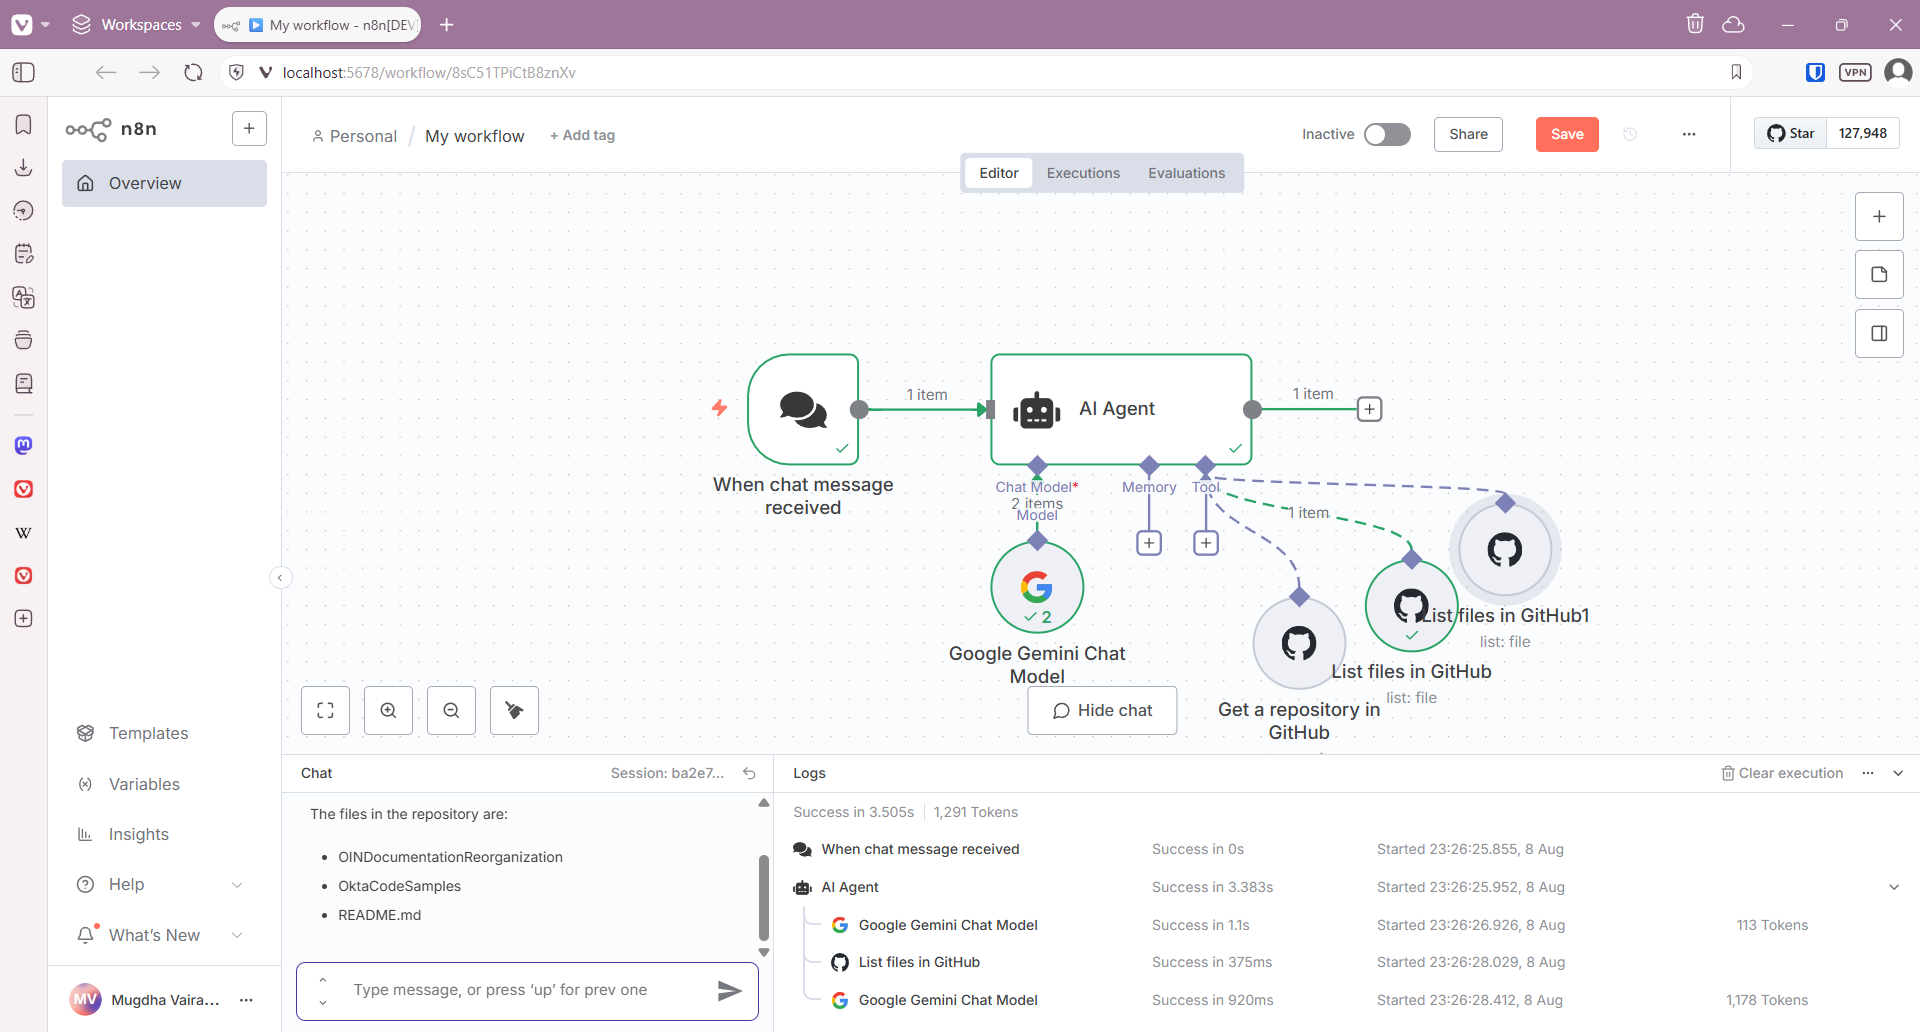 Workspaces
My workflow - n8n[DEV
localhost:5678/workflow/8sC51TPiCtB8znXv
VPN
n8n
Personal / My workflow + Add tag
Inactive
Share
Save
Star 127,948
Overview
Editor Executions Evaluations
1 item
AI Agent
1 item
When chat message
received
Chat Model*
2 items
Model
Memory
Tool
1 item
2
Google Gemini Chat
Model
List files in GitHub1
list: file
List files in GitHub
list: file
Get a repository in
GitHub
Hide chat
Templates
Variables
Insights
Help
What's New
MV Mugdha Vaira...
Chat
Session: ba2e7...
The files in the repository are:
• OINDocumentationReorganization
• OktaCodeSamples
• README.md
Type message, or press ‘up’ for prev one
Logs
Clear execution
Success in 3.505s 1,291 Tokens
When chat message received Success in 0s Started 23:26:25.855, 8 Aug
AI Agent Success in 3.383s Started 23:26:25.952, 8 Aug
Google Gemini Chat Model Success in 1.1s Started 23:26:26.926, 8 Aug 113 Tokens
List files in GitHub Success in 375ms Started 23:26:28.029, 8 Aug
Google Gemini Chat Model Success in 920ms Started 23:26:28.412, 8 Aug 1,178 Tokens
W